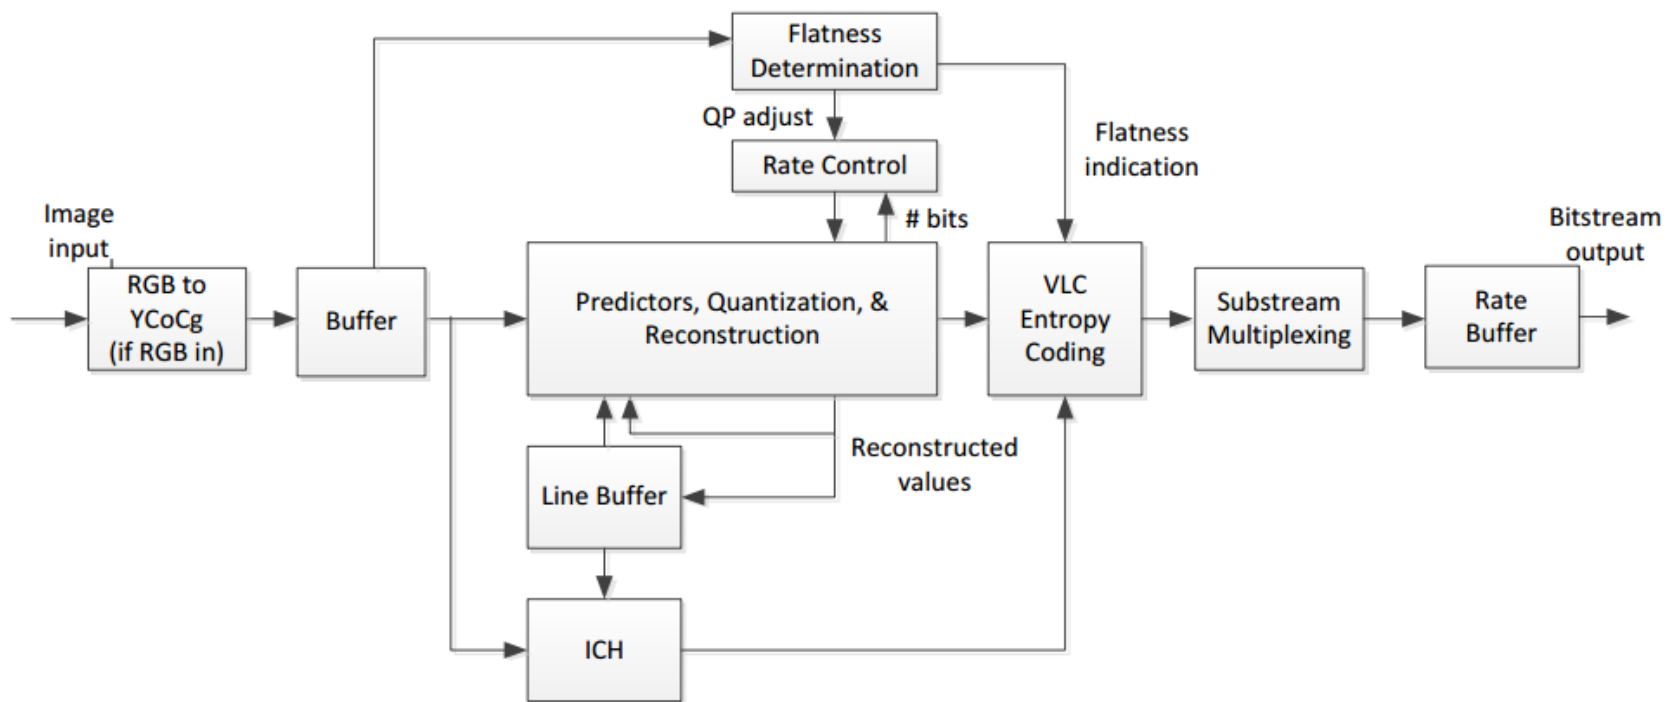 Flatness
Determination
QP adjust
Flatness
indication
Rate Control
# bits
Image
input
Bitstream
output
RGB to
YCoCg
(if RGB in)
Buffer
Predictors, Quantization, &
Reconstruction
VLC
Entropy
Coding
Substream
Multiplexing
Rate
Buffer
Reconstructed
values
Line Buffer
ICH